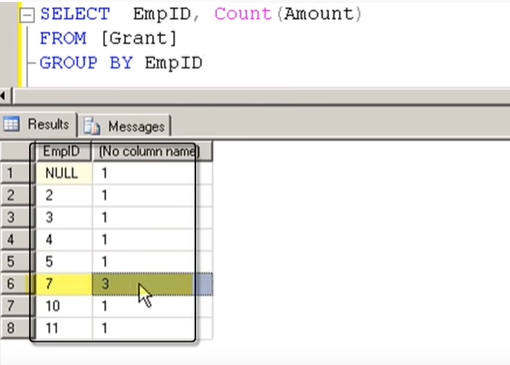 SELECT EmpID, Count(Amount)
FROM [Grant]
GROUP BY EmpID
Results Messages
EmpID (No column name)
1 NULL 1
2 2 1
3 3 1
4 4 1
5 5 1
6 7 3
7 10 1
8 11 1